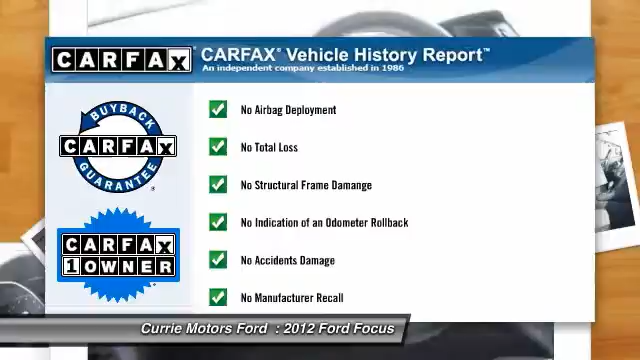 CARFAX
CARFAX® Vehicle History Report™
An independent company established in 1986
BUYBACK
CARFAX
GUARANTEE
®
CARFAX
1 OWNER
No Airbag Deployment
No Total Loss
No Structural Frame Damange
No Indication of an Odometer Rollback
No Accidents Damage
No Manufacturer Recall
Currie Motors Ford : 2012 Ford Focus